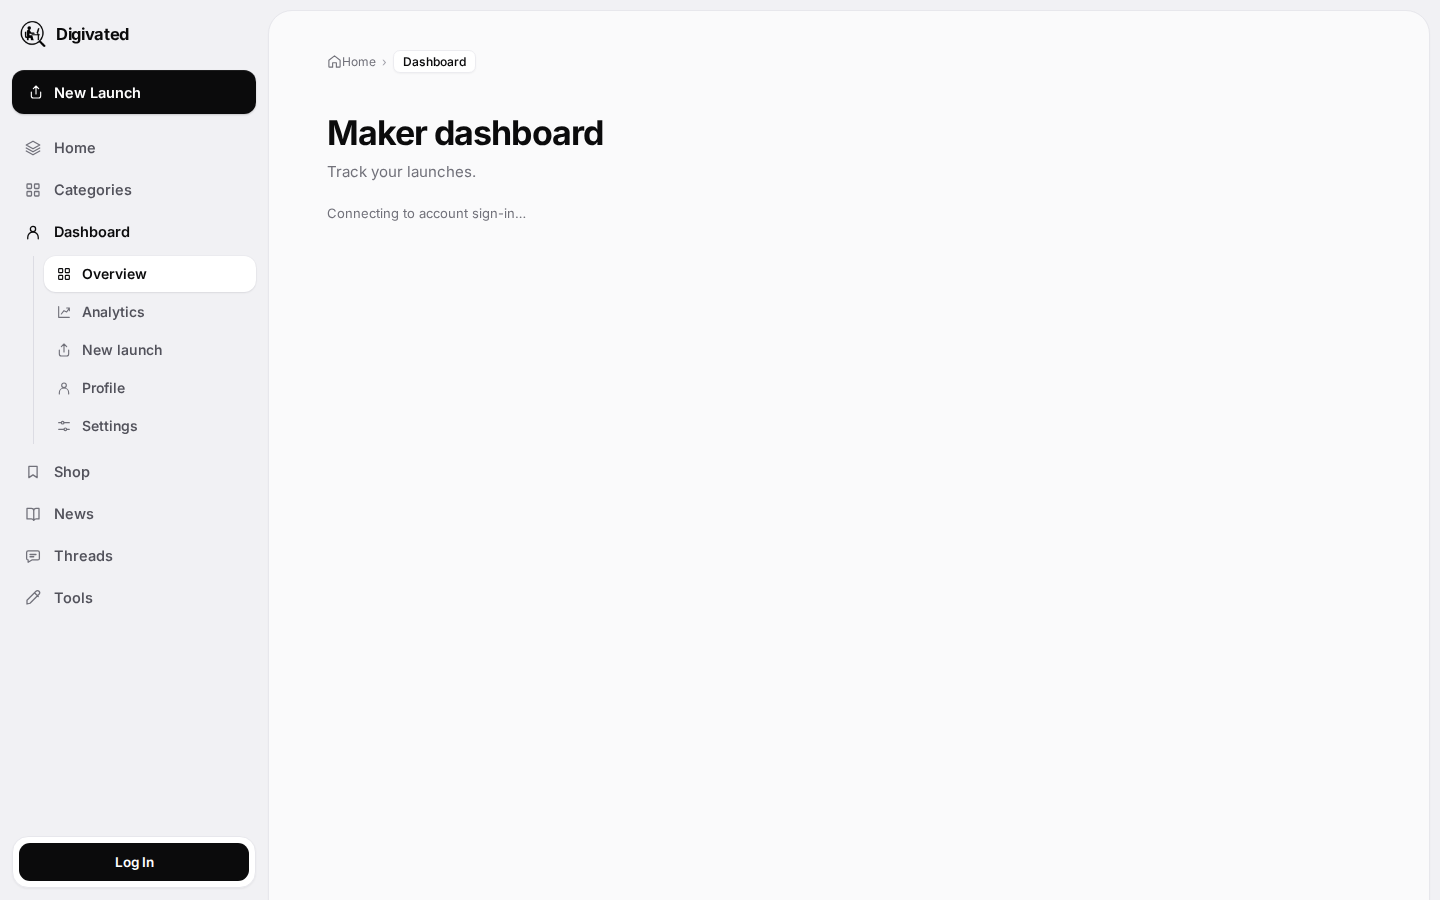 Digivated
New Launch
Home
Categories
Dashboard
Overview
Analytics
New launch
Profile
Settings
Shop
News
Threads
Tools
Log In
Home › Dashboard
Maker dashboard
Track your launches.
Connecting to account sign-in…